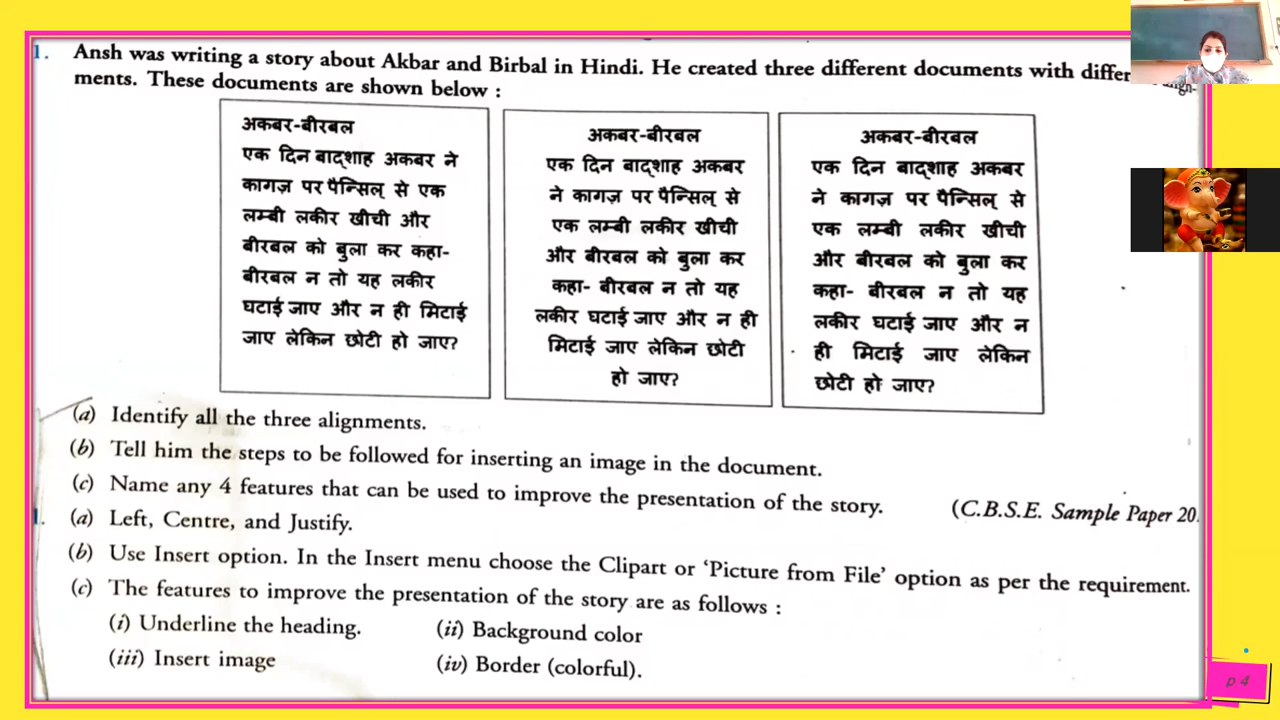 1. Ansh was writing a story about Akbar and Birbal in Hindi. He created three different documents with
ments. These documents are shown below :
अकबर-बीरबल
एक दिन बाद्शाह अकबर ने
कागज़ पर पैन्सिल् से एक
लम्बी लकीर खीची और
बीरबल को बुला कर कहा-
बीरबल न तो यह लकीर
घटाई जाए और न ही मिटाई
जाए लेकिन छोटी हो जाए?
अकबर-बीरबल
एक दिन बाद्शाह अकबर
ने कागज़ पर पैन्सिल् से
एक लम्बी लकीर खीची
और बीरबल को बुला कर
कहा- बीरबल न तो यह
लकीर घटाई जाए और न ही
मिटाई जाए लेकिन छोटी
हो जाए?
अकबर-बीरबल
एक दिन बाद्शाह अकबर
ने कागज़ पर पैन्सिल् से
एक लम्बी लकीर खीची
और बीरबल को बुला कर
कहा- बीरबल न तो यह
लकीर घटाई जाए और न
ही मिटाई जाए लेकिन
छोटी हो जाए?
(a) Identify all the three alignments.
(b) Tell him the steps to be followed for inserting an image in the document.
(c) Name any 4 features that can be used to improve the presentation of the story. (C.B.S.E. Sample Paper 20
(a) Left, Centre, and Justify.
(b) Use Insert option. In the Insert menu choose the Clipart or ‘Picture from File’ option as per the requirement.
(c) The features to improve the presentation of the story are as follows :
(i) Underline the heading. (ii) Background color
(iii) Insert image (iv) Border (colorful).
p 4